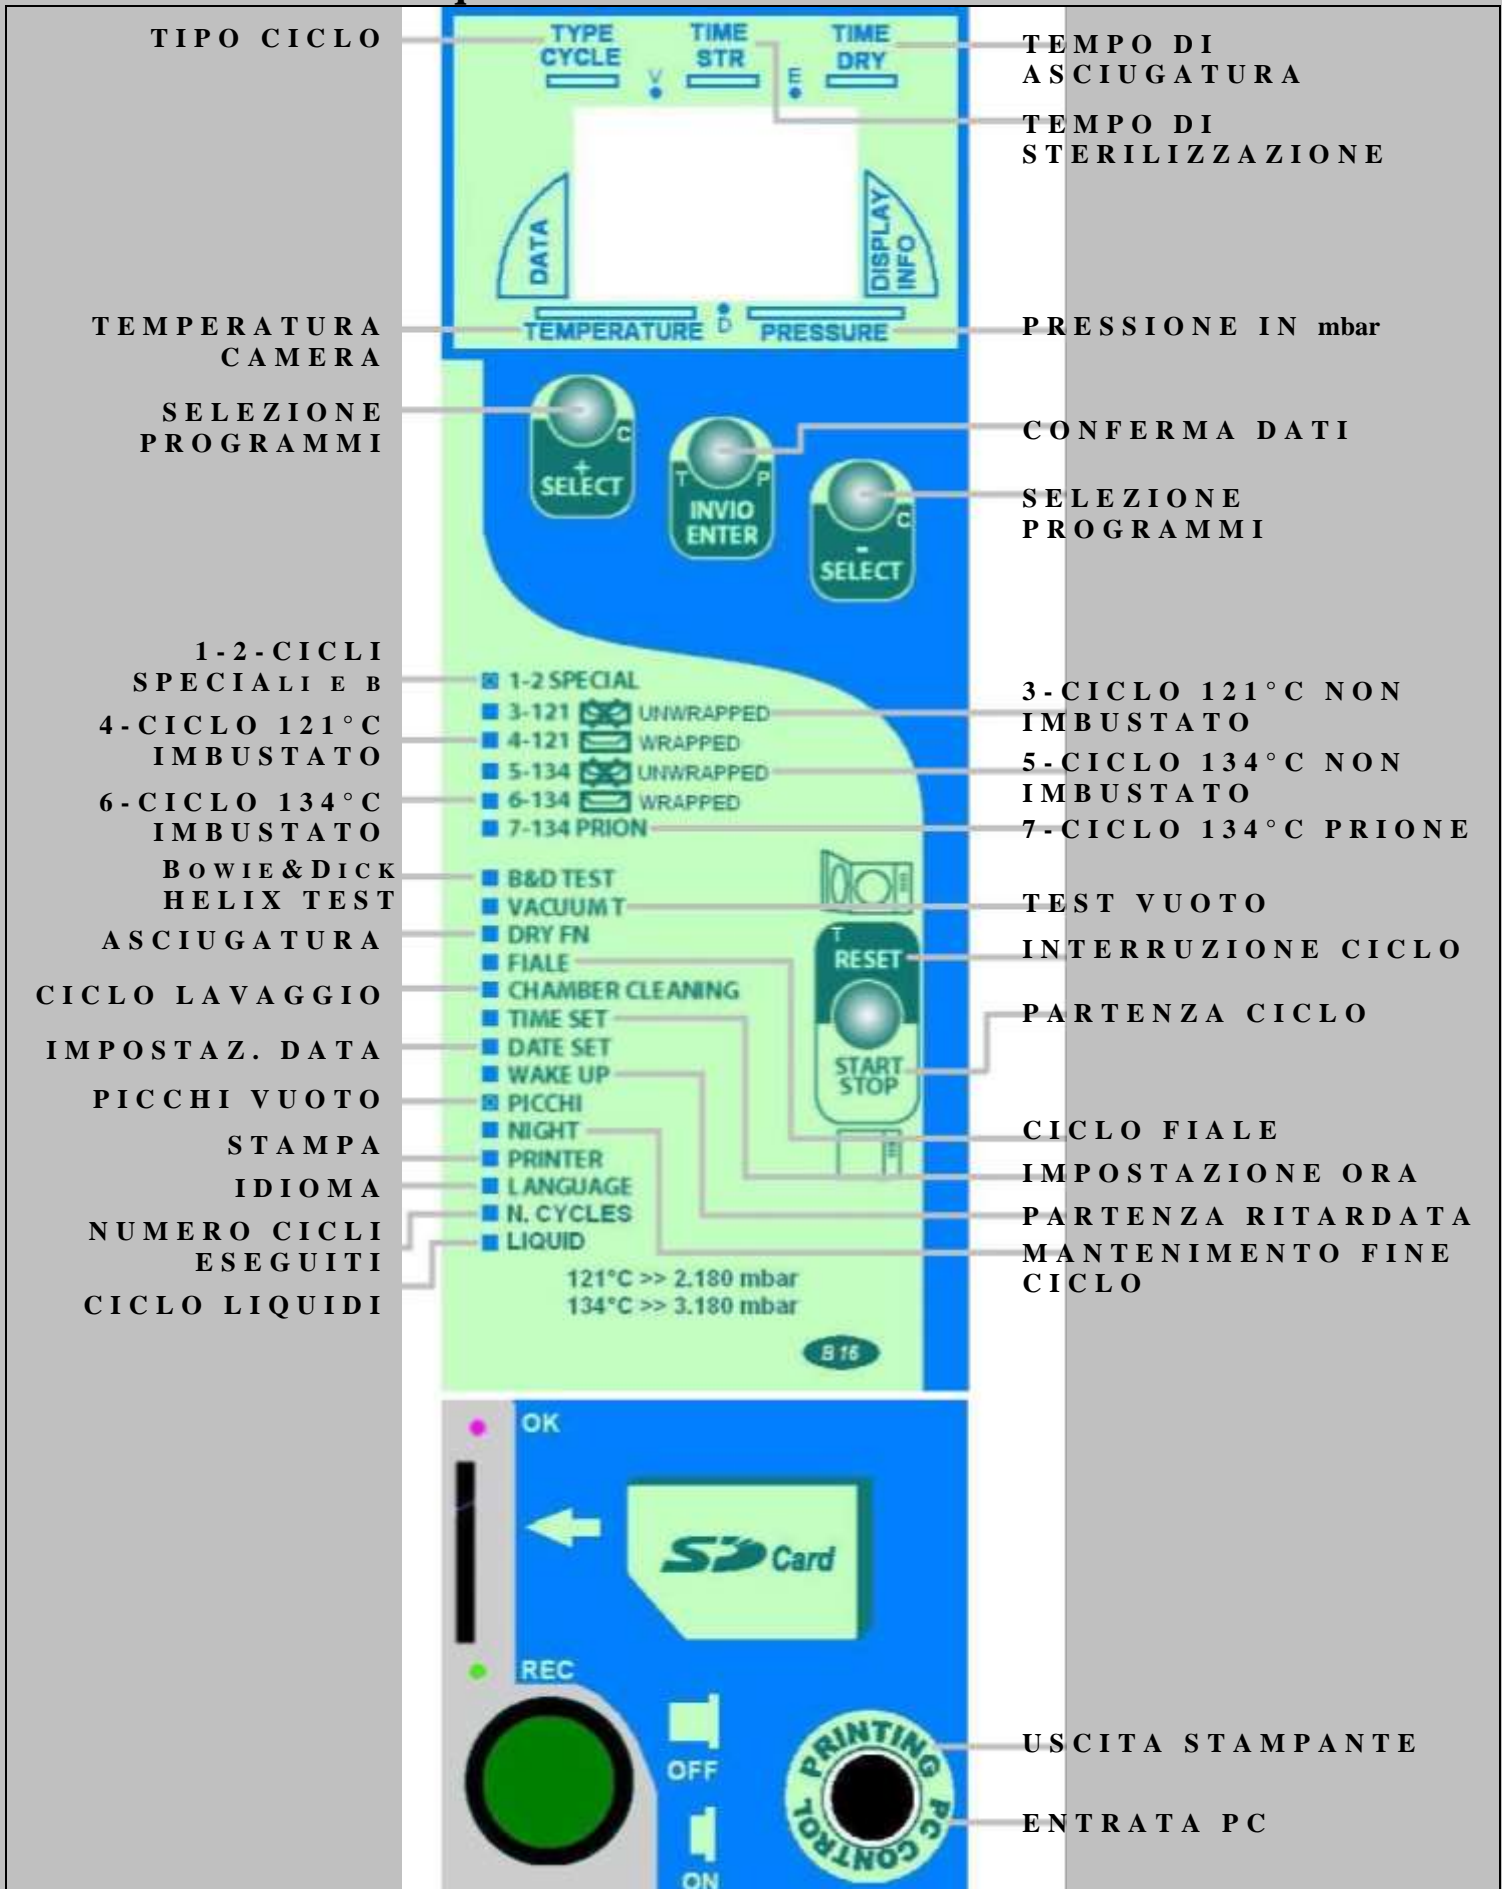 TIPO CICLO
TEMPERATURA
CAMERA
SELEZIONE
PROGRAMMI
1-2-CICLI
SPECIALI E B
4-CICLO 121°C
IMBUSTATO
6-CICLO 134°C
IMBUSTATO
BOWIE&DICK
HELIX TEST
ASCIUGATURA
CICLO LAVAGGIO
IMPOSTAZ. DATA
PICCHI VUOTO
STAMPA
IDIOMA
NUMERO CICLI
ESEGUITI
CICLO LIQUIDI
TYPE
CYCLE
TIME
STR
TIME
DRY
V
E
DATA
DISPLAY
INFO
TEMPERATURE
D
PRESSURE
C
+
SELECT
T P
INVIO
ENTER
C
-
SELECT
1-2 SPECIAL
3-121 UNWRAPPED
4-121 WRAPPED
5-134 UNWRAPPED
6-134 WRAPPED
7-134 PRION
B&D TEST
VACUUM T
DRY FN
FIALE
CHAMBER CLEANING
TIME SET
DATE SET
WAKE UP
PICCHI
NIGHT
PRINTER
LANGUAGE
N. CYCLES
LIQUID
T
RESET
START
STOP
121°C >> 2.180 mbar
134°C >> 3.180 mbar
B 16
OK
SD Card
REC
OFF
ON
PRINTING
PC CONTROL
TEMPO DI
ASCIUGATURA
TEMPO DI
STERILIZZAZIONE
PRESSIONE IN mbar
CONFERMA DATI
SELEZIONE
PROGRAMMI
3-CICLO 121°C NON
IMBUSTATO
5-CICLO 134°C NON
IMBUSTATO
7-CICLO 134°C PRIONE
TEST VUOTO
INTERRUZIONE CICLO
PARTENZA CICLO
CICLO FIALE
IMPOSTAZIONE ORA
PARTENZA RITARDATA
MANTENIMENTO FINE
CICLO
USCITA STAMPANTE
ENTRATA PC